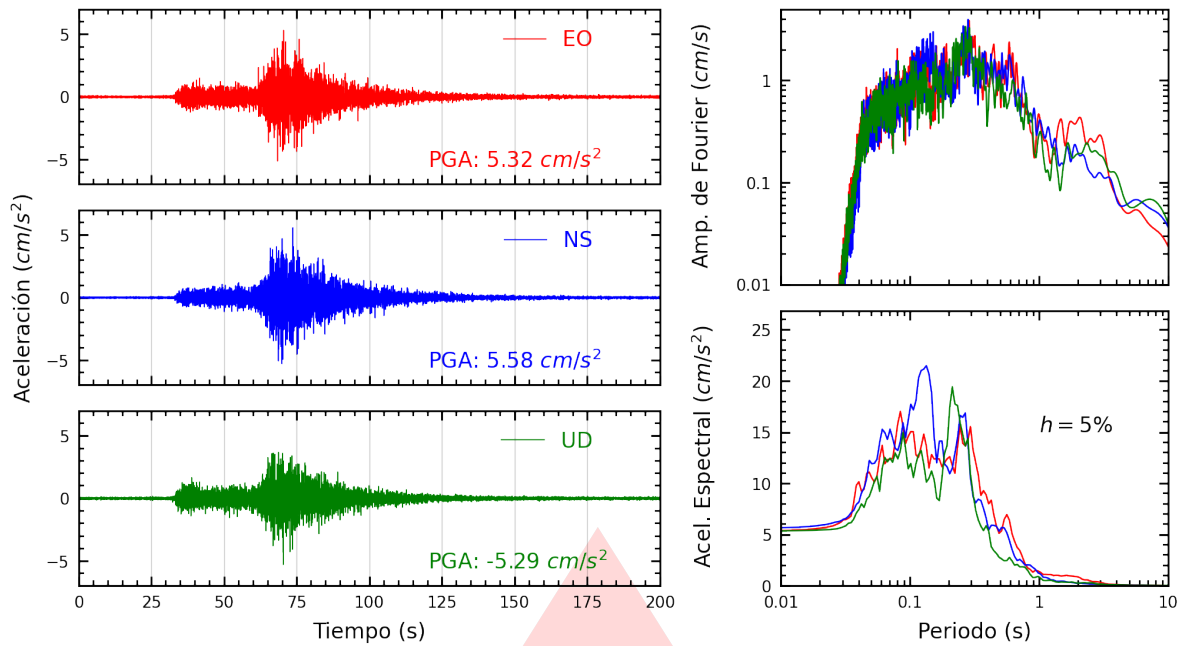 Aceleración (cm/s²)
5
0
−5
EO
PGA: 5.32 cm/s²
5
0
−5
NS
PGA: 5.58 cm/s²
5
0
−5
UD
PGA: -5.29 cm/s²
0 25 50 75 100 125 150 175 200
Tiempo (s)
Amp. de Fourier (cm/s)
1
0.1
0.01
Acel. Espectral (cm/s²)
25
20
15
10
5
0
h = 5%
0.01 0.1 1 10
Periodo (s)